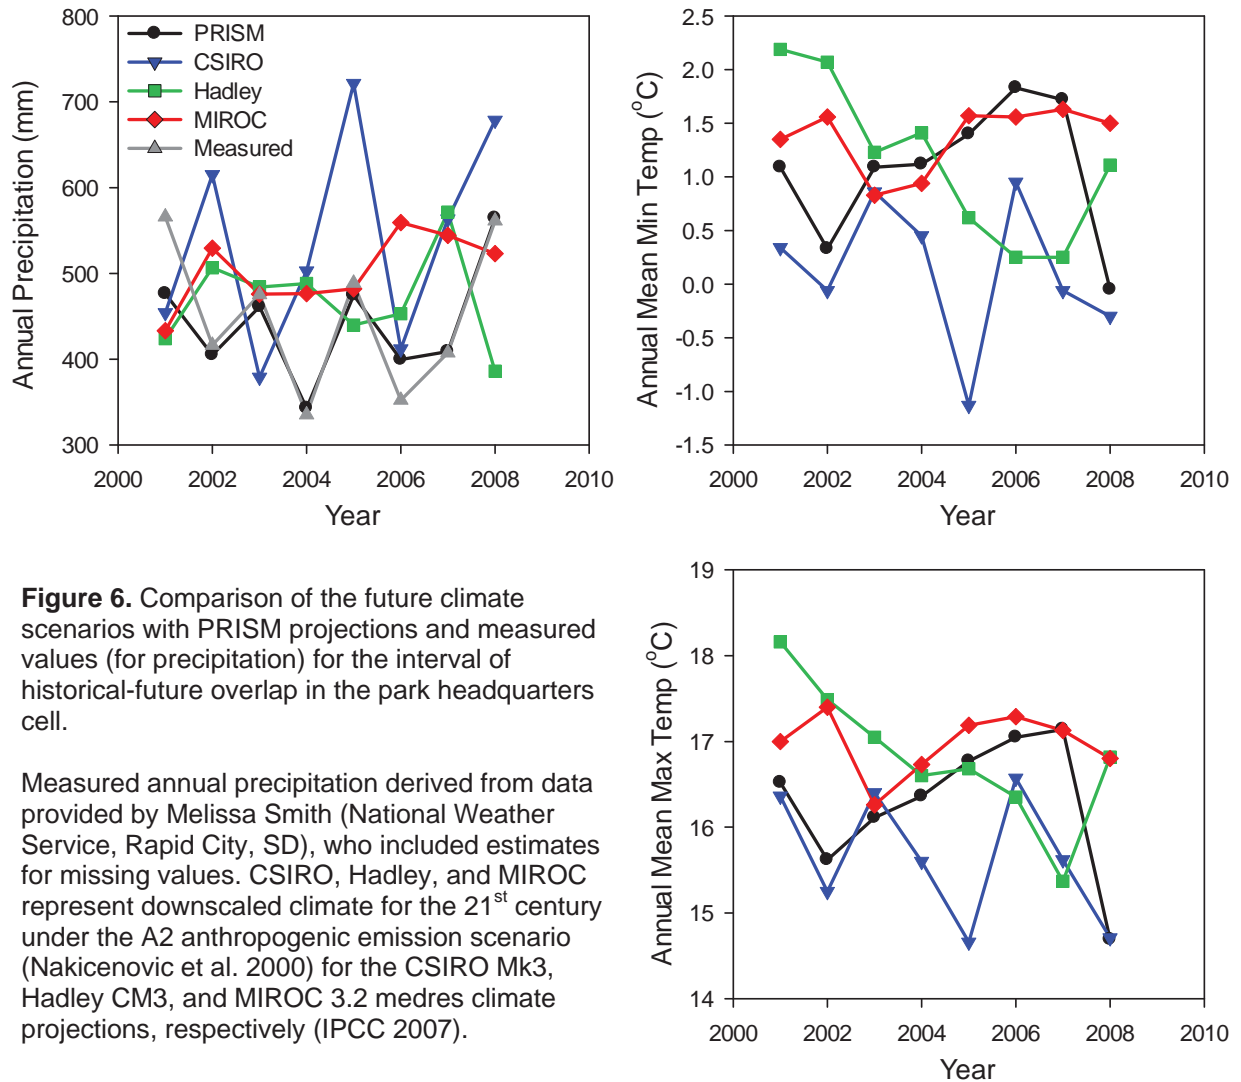 800
700
600
500
400
300
Annual Precipitation (mm)
PRISM
CSIRO
Hadley
MIROC
Measured
2000 2002 2004 2006 2008 2010
Year
2.5
2.0
1.5
1.0
0.5
0.0
-0.5
-1.0
-1.5
Annual Mean Min Temp (°C)
2000 2002 2004 2006 2008 2010
Year
Figure 6. Comparison of the future climate
scenarios with PRISM projections and measured
values (for precipitation) for the interval of
historical-future overlap in the park headquarters
cell.
Measured annual precipitation derived from data
provided by Melissa Smith (National Weather
Service, Rapid City, SD), who included estimates
for missing values. CSIRO, Hadley, and MIROC
represent downscaled climate for the 21st century
under the A2 anthropogenic emission scenario
(Nakicenovic et al. 2000) for the CSIRO Mk3,
Hadley CM3, and MIROC 3.2 medres climate
projections, respectively (IPCC 2007).
19
18
17
16
15
14
Annual Mean Max Temp (°C)
2000 2002 2004 2006 2008 2010
Year